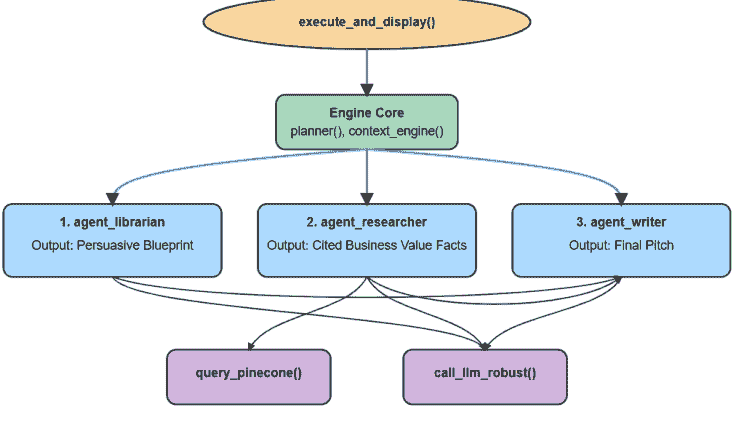 execute_and_display()
Engine Core
planner(), context_engine()
1. agent_librarian
Output: Persuasive Blueprint
2. agent_researcher
Output: Cited Business Value Facts
3. agent_writer
Output: Final Pitch
query_pinecone()
call_llm_robust()